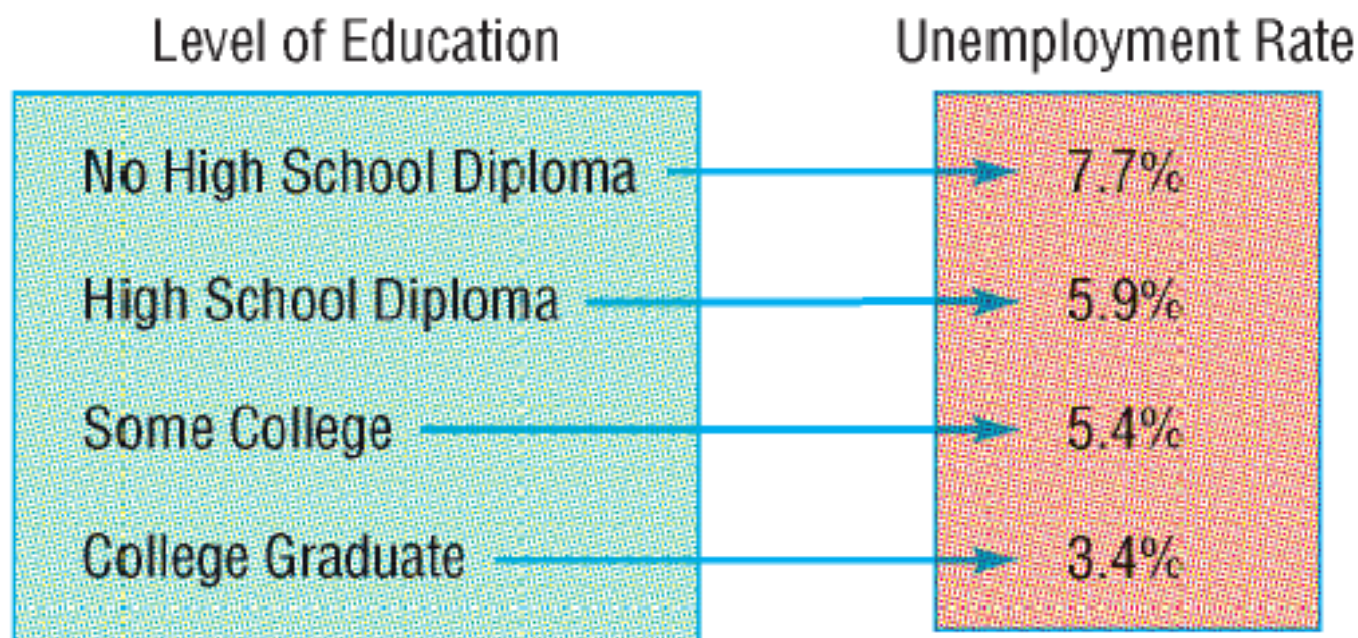 Level of Education Unemployment Rate
No High School Diploma 7.7%
High School Diploma 5.9%
Some College 5.4%
College Graduate 3.4%